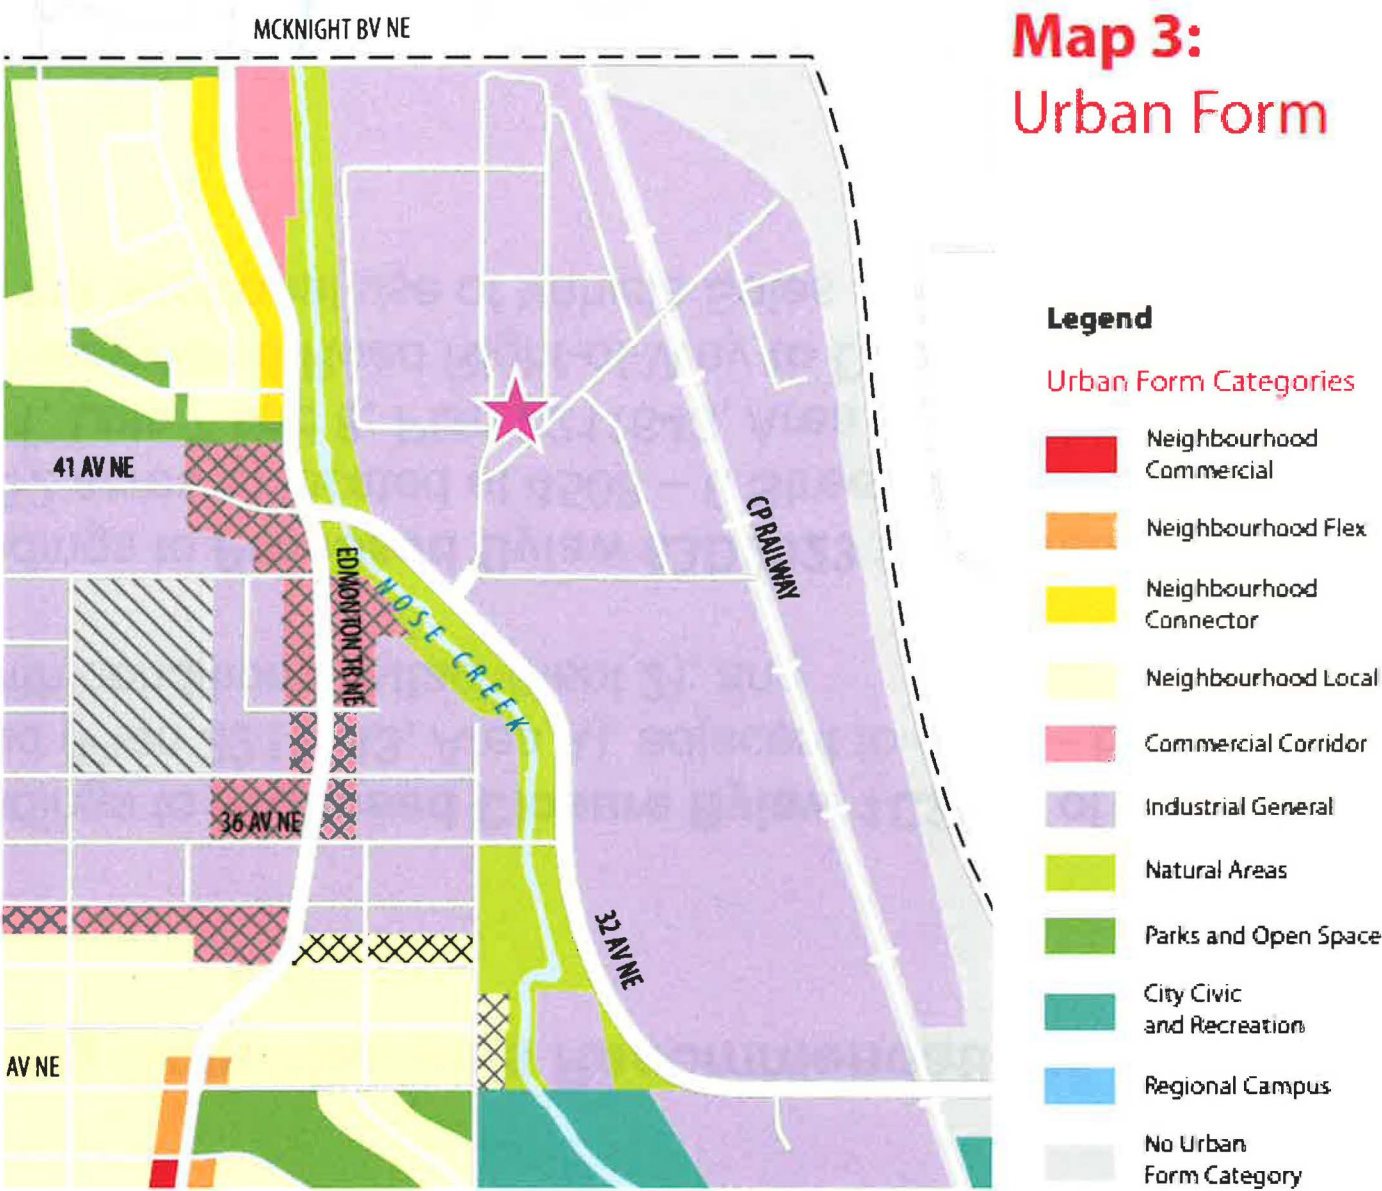 MCKNIGHT BV NE
Map 3:
Urban Form
41 AV NE
EDMONTON TR NE
NOSE CREEK
CP RAILWAY
36 AV NE
32 AV NE
AV NE
Legend
Urban Form Categories
Neighbourhood
Commercial
Neighbourhood Flex
Neighbourhood
Connector
Neighbourhood Local
Commercial Corridor
Industrial General
Natural Areas
Parks and Open Space
City Civic
and Recreation
Regional Campus
No Urban
Form Category